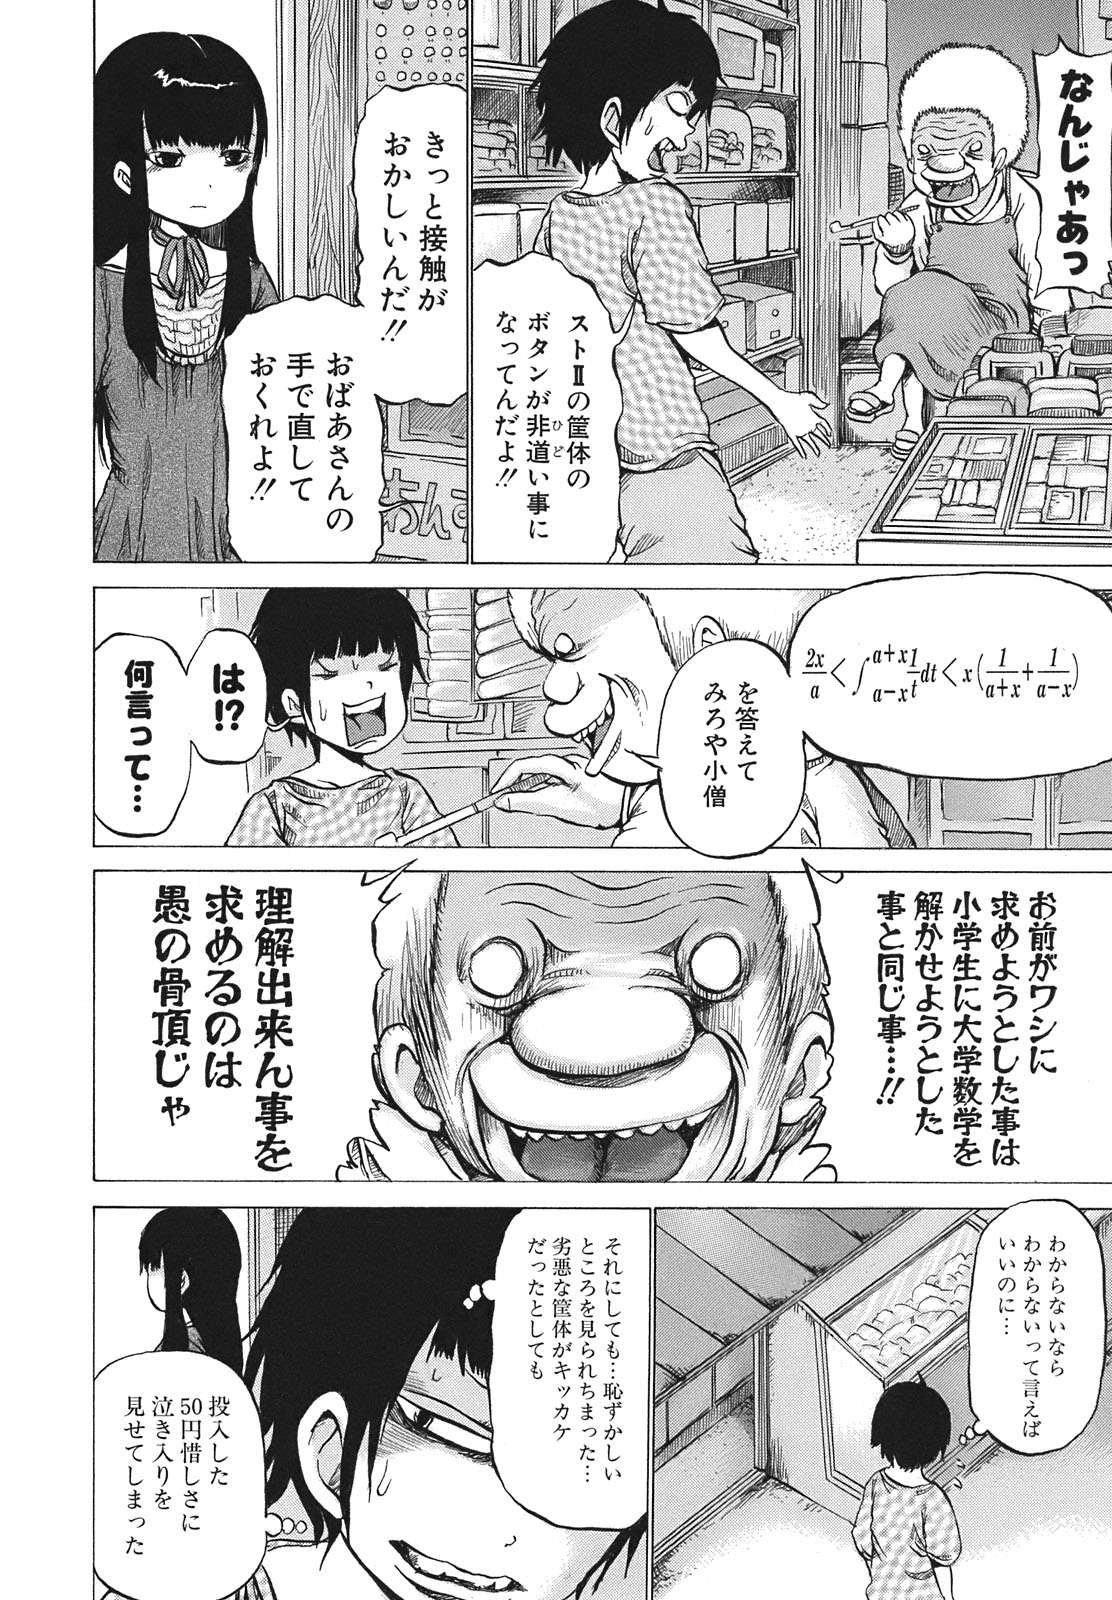 なんじゃあっ
ストⅡの筐体の
ボタンが非道い事に
なってんだよ!!
ひど
きっと接触が
おかしいんだ!!
おばあさんの
手で直して
おくれよ!!
2x/a < ∫a+x a-x 1/t dt < x(1/a+x + 1/a-x)
を答えて
みろや小僧
は!?
何言って…
お前がワシに
求めようとした事は
小学生に大学数学を
解かせようとした
事と同じ事…!!
理解出来ん事を
求めるのは
愚の骨頂じゃ
わからないなら
わからないって言えば
いいのに…
それにしても…恥ずかしい
ところを見られちまった…
劣悪な筐体がキッカケ
だったとしても
投入した
50円惜しさに
泣き入りを
見せてしまった